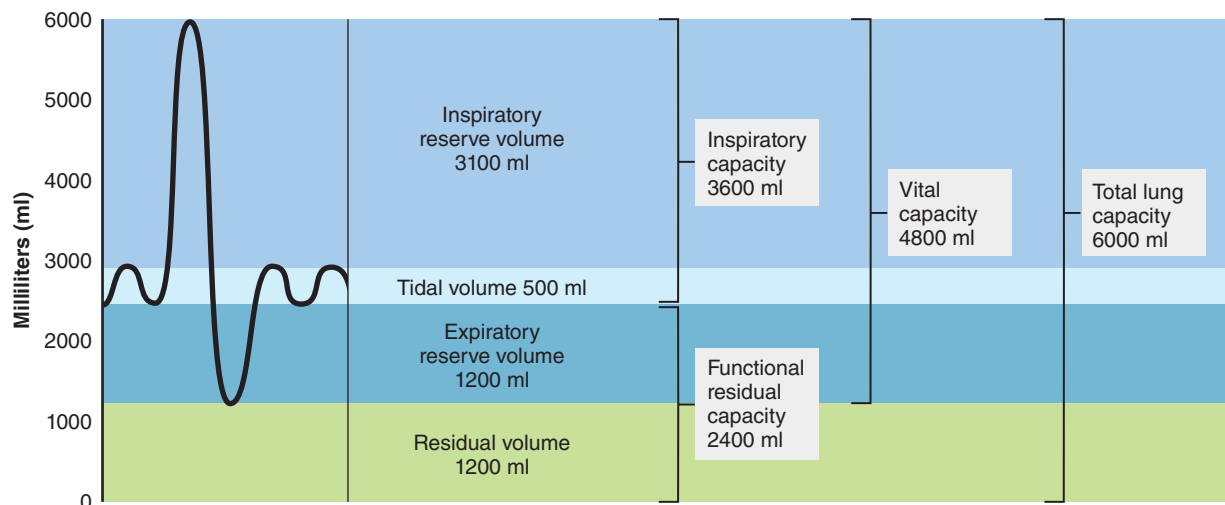 6000
5000
4000
3000
2000
1000
0
Milliliters (ml)
Inspiratory
reserve volume
3100 ml
Tidal volume 500 ml
Expiratory
reserve volume
1200 ml
Residual volume
1200 ml
Inspiratory
capacity
3600 ml
Functional
residual
capacity
2400 ml
Vital
capacity
4800 ml
Total lung
capacity
6000 ml